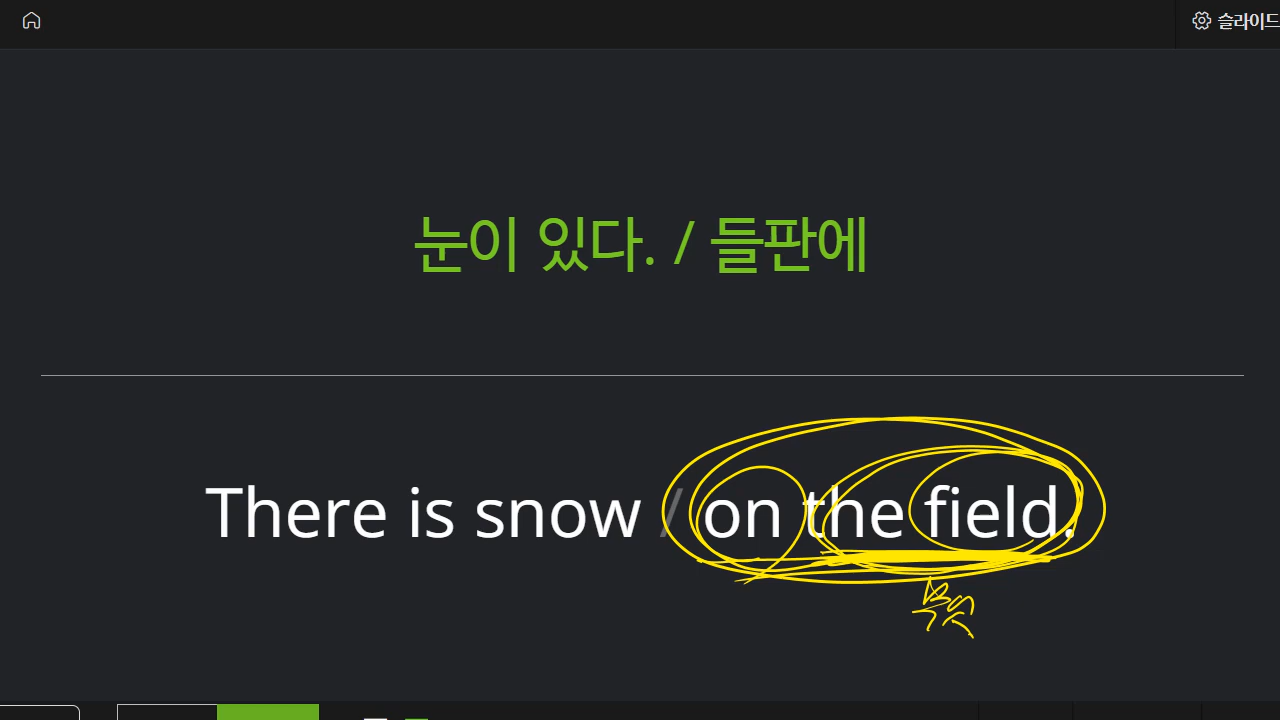 슬라이드
눈이 있다. / 들판에
There is snow / on the field.